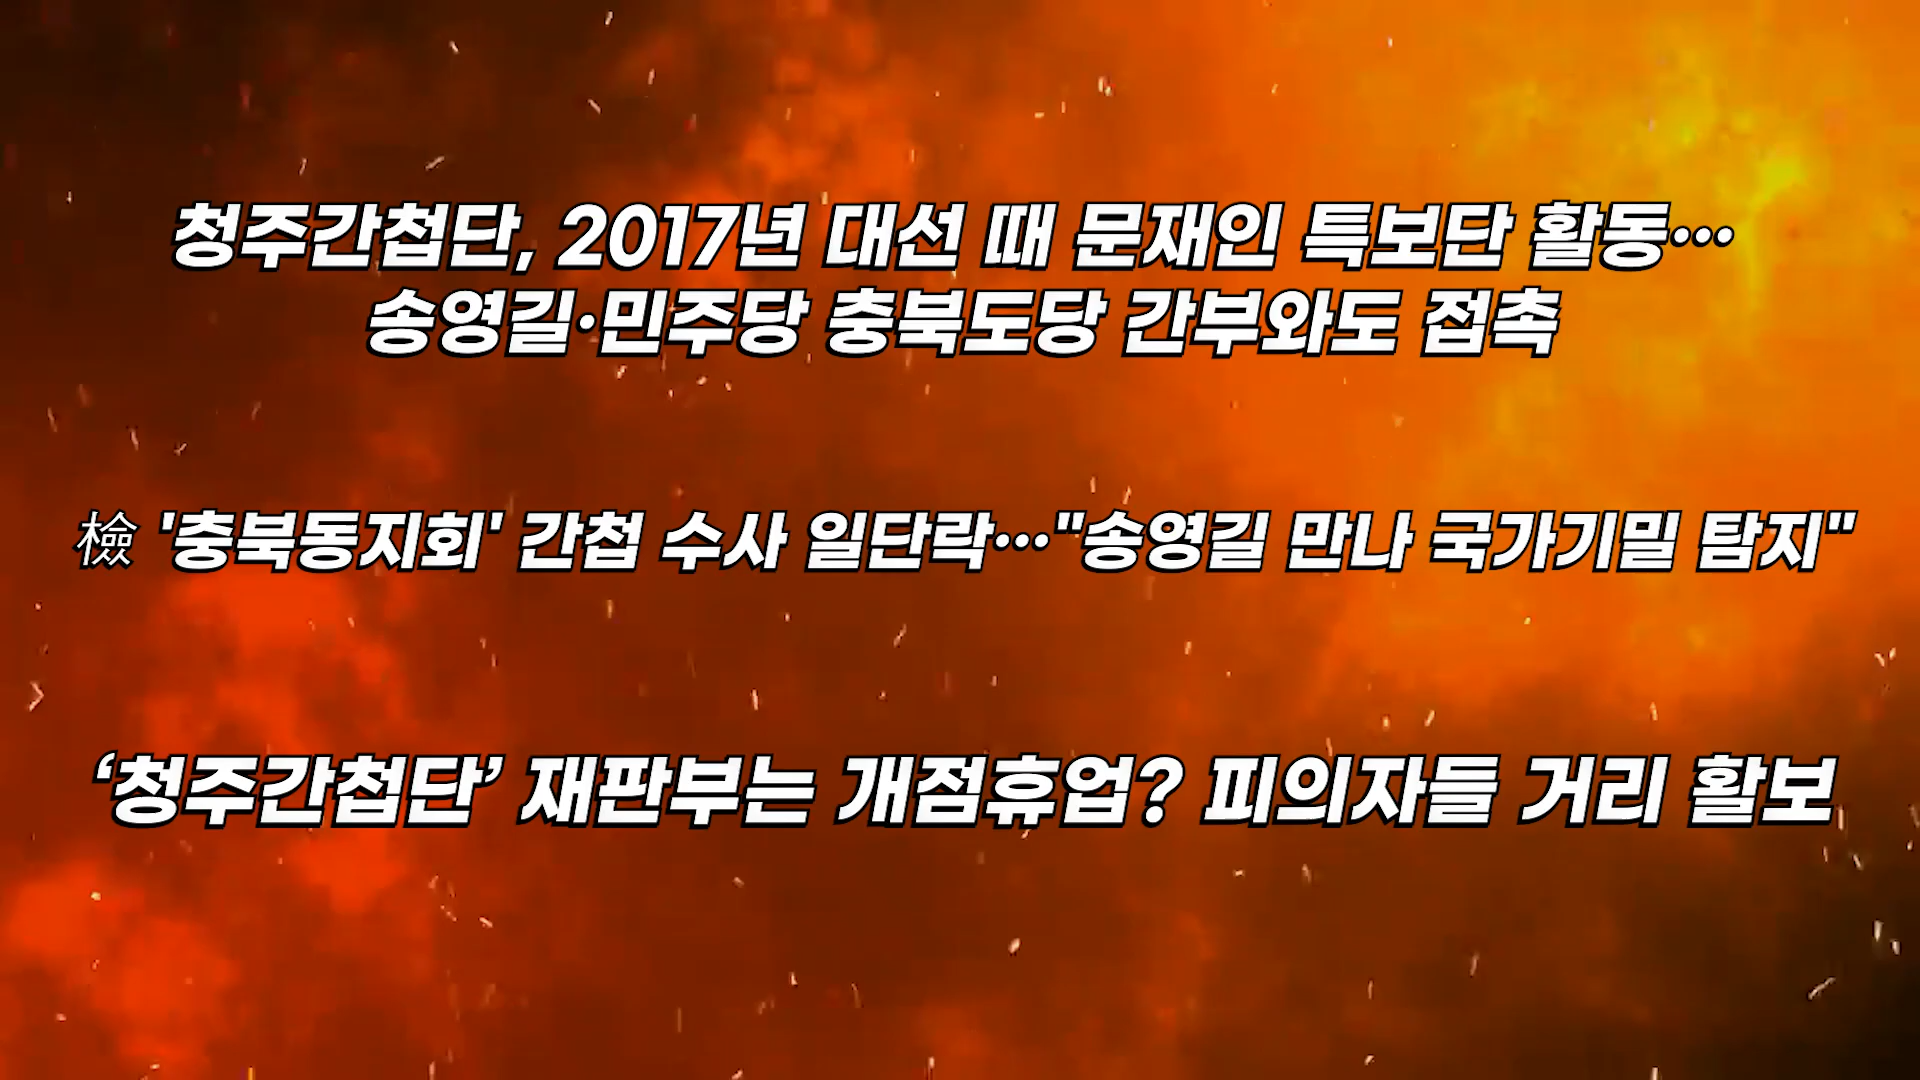 청주간첩단, 2017년 대선 때 문재인 특보단 활동…
송영길·민주당 충북도당 간부와도 접촉
檢 '충북동지회' 간첩 수사 일단락…"송영길 만나 국가기밀 탐지"
‘청주간첩단’ 재판부는 개점휴업? 피의자들 거리 활보